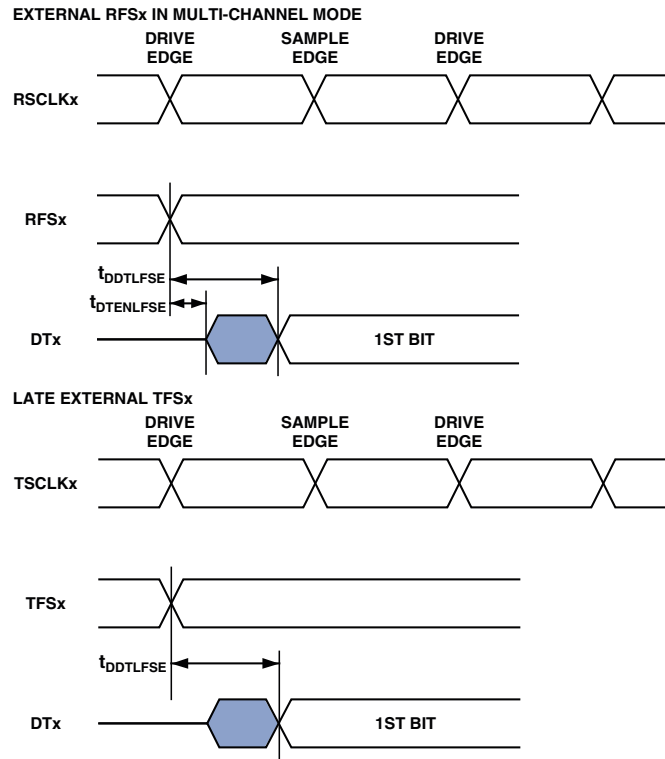 EXTERNAL RFSx IN MULTI-CHANNEL MODE
DRIVE EDGE
SAMPLE EDGE
DRIVE EDGE
RSCLKx
RFSx
tDDTLFSE
tDTENLFSE
DTx
1ST BIT
LATE EXTERNAL TFSx
DRIVE EDGE
SAMPLE EDGE
DRIVE EDGE
TSCLKx
TFSx
tDDTLFSE
DTx
1ST BIT